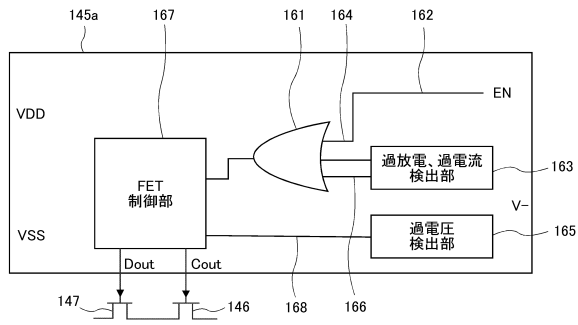 145a
167
161
164
162
VDD
EN
FET
制御部
過放電、過電流
検出部
163
V−
VSS
過電圧
検出部
165
Dout
Cout
147
146
168
166